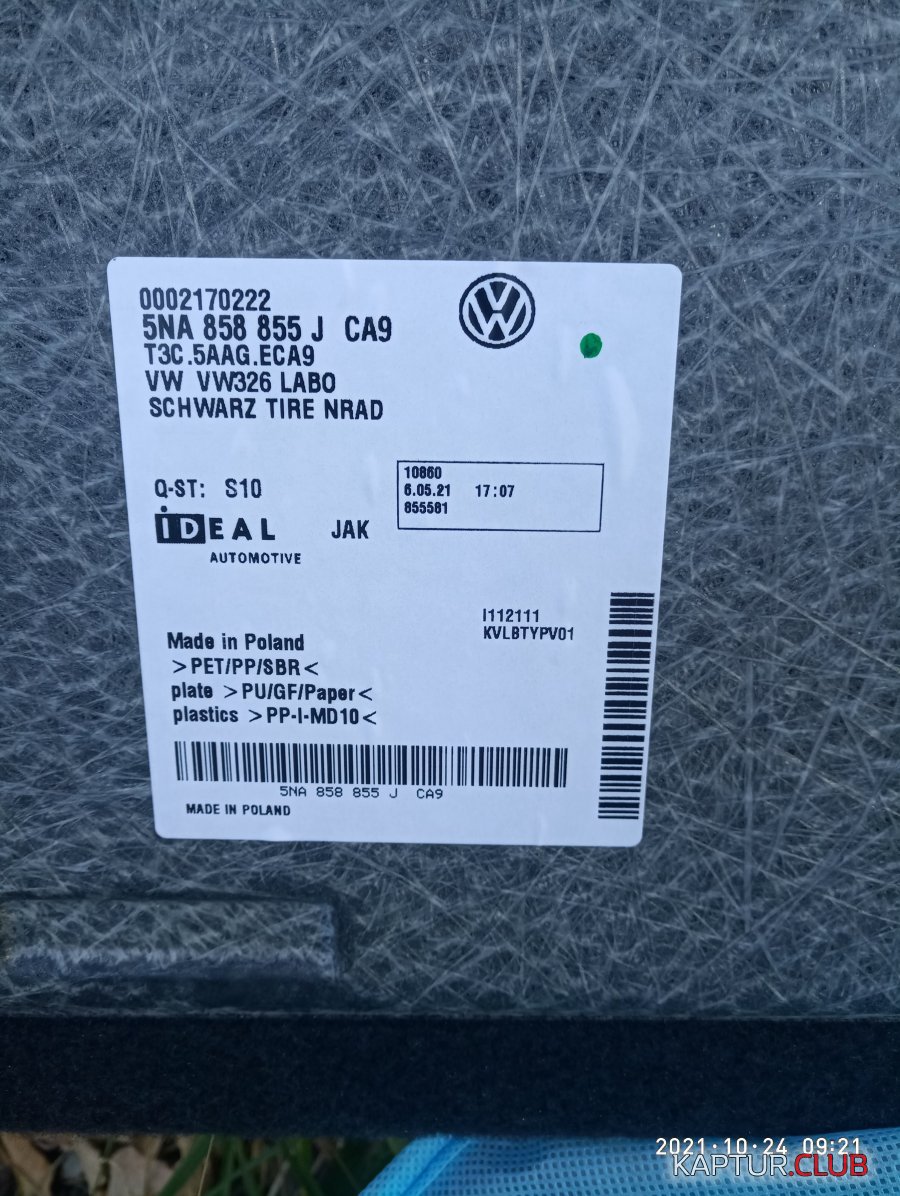 0002170222
5NA 858 855 J CA9
T3C.5AAG.ECA9
VW VW326 LABO
SCHWARZ TIRE NRAD
Q-ST: S10
iDEAL
AUTOMOTIVE
JAK
10860
6.05.21 17:07
855581
I112111
KVLBTYPV01
Made in Poland
>PET/PP/SBR<
plate >PU/GF/Paper<
plastics >PP-I-MD10<
5NA 858 855 J CA9
MADE IN POLAND
2021·10·24 09:21
KAPTUR.CLUB